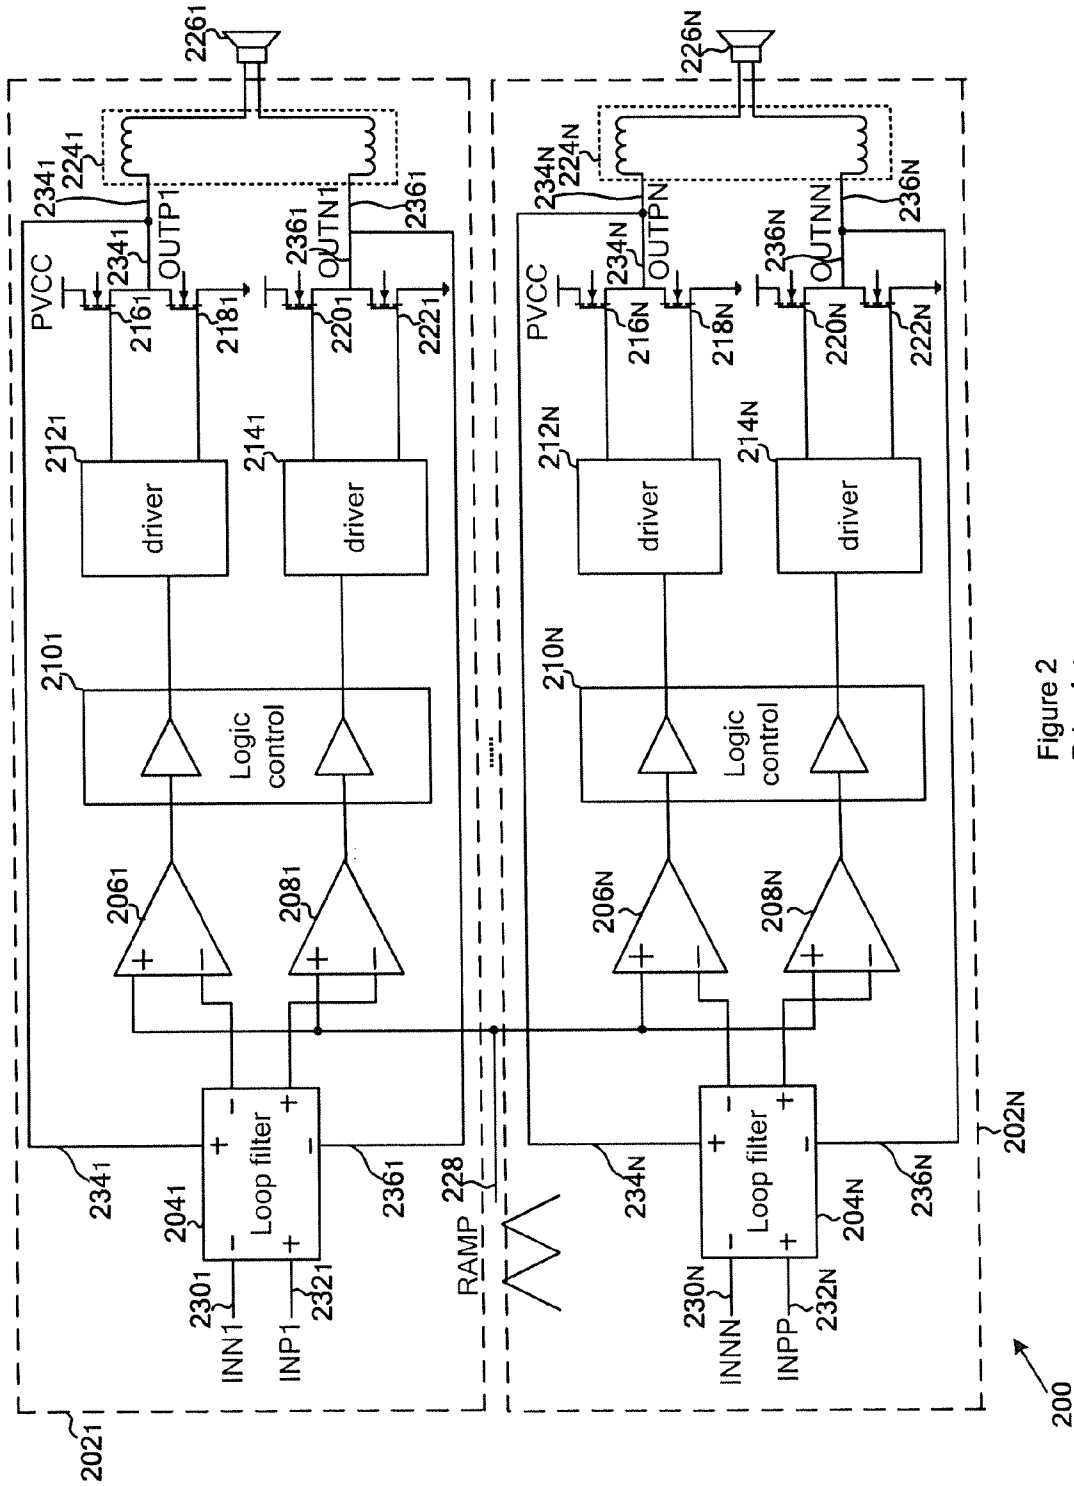 2021
2301
INN1
INP1
2321
2041
Loop filter
- + + - - +
2341
2361
2061
+ -
2081
+ -
2101
Logic
control
2121
driver
2141
driver
PVCC
2161
2181
2201
2221
2341
2341
OUTP1
OUTN1
2361
2361
2241
2261
RAMP
228
......
230N
INNN
INPP
232N
204N
Loop filter
- + + - - +
234N
236N
202N
206N
+ -
208N
+ -
210N
Logic
control
212N
driver
214N
driver
PVCC
216N
218N
220N
222N
234N
234N
OUTPN
OUTNN
236N
236N
224N
226N
200
Figure 2